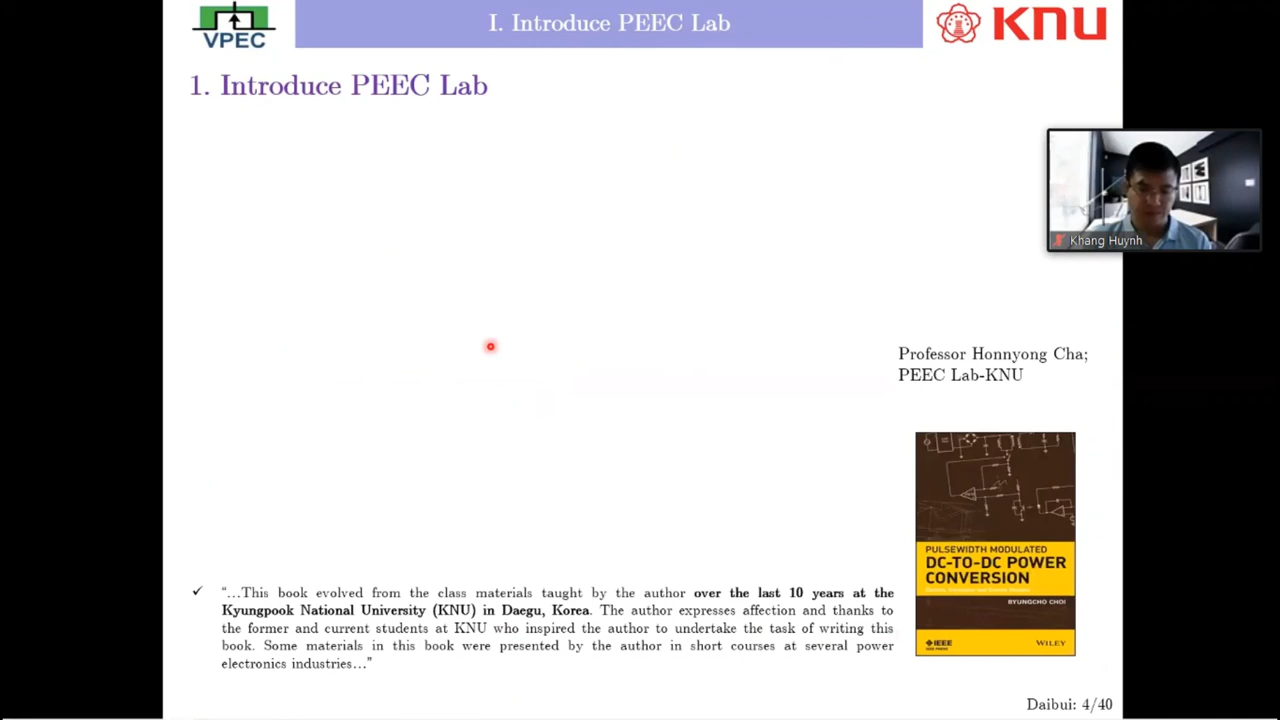 VPEC
I. Introduce PEEC Lab
KNU
1. Introduce PEEC Lab
Khang Huynh
Professor Honnyong Cha;
PEEC Lab-KNU
PULSEWIDTH MODULATED
DC-TO-DC POWER
CONVERSION
BYUNGCHO CHOI
IEEE
IEEE PRESS
WILEY
✓ “…This book evolved from the class materials taught by the author over the last 10 years at the
Kyungpook National University (KNU) in Daegu, Korea. The author expresses affection and thanks to
the former and current students at KNU who inspired the author to undertake the task of writing this
book. Some materials in this book were presented by the author in short courses at several power
electronics industries…”
Daibui: 4/40